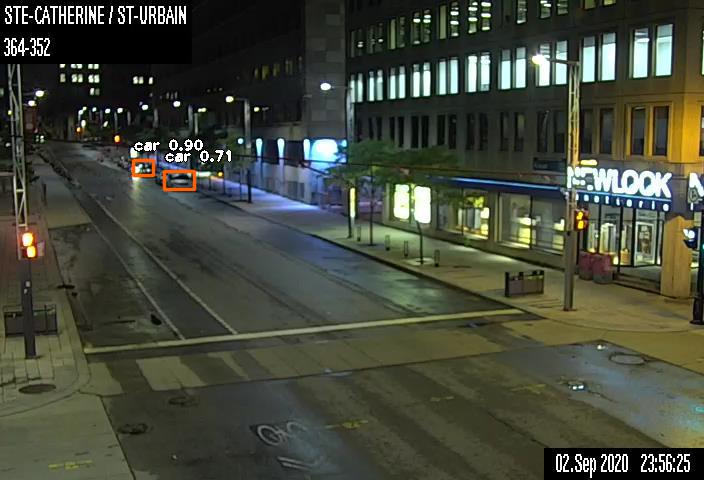 STE-CATHERINE / ST-URBAIN
364-352
car 0.90
car 0.71
NEWLOOK
02.Sep 2020 23:56:25